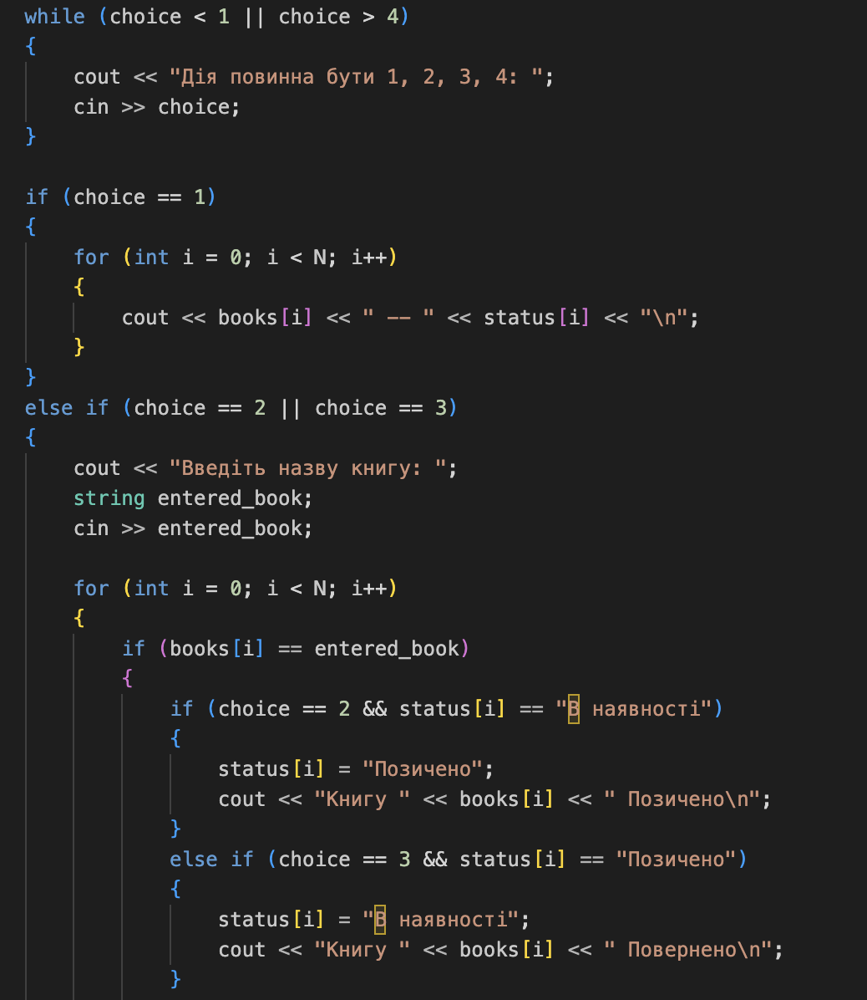 while (choice < 1 || choice > 4)
{
    cout << "Дія повинна бути 1, 2, 3, 4: ";
    cin >> choice;
}

if (choice == 1)
{
    for (int i = 0; i < N; i++)
    {
        cout << books[i] << " -- " << status[i] << "\n";
    }
}
else if (choice == 2 || choice == 3)
{
    cout << "Введіть назву книгу: ";
    string entered_book;
    cin >> entered_book;

    for (int i = 0; i < N; i++)
    {
        if (books[i] == entered_book)
        {
            if (choice == 2 && status[i] == "В наявності")
            {
                status[i] = "Позичено";
                cout << "Книгу " << books[i] << " Позичено\n";
            }
            else if (choice == 3 && status[i] == "Позичено")
            {
                status[i] = "В наявності";
                cout << "Книгу " << books[i] << " Повернено\n";
            }